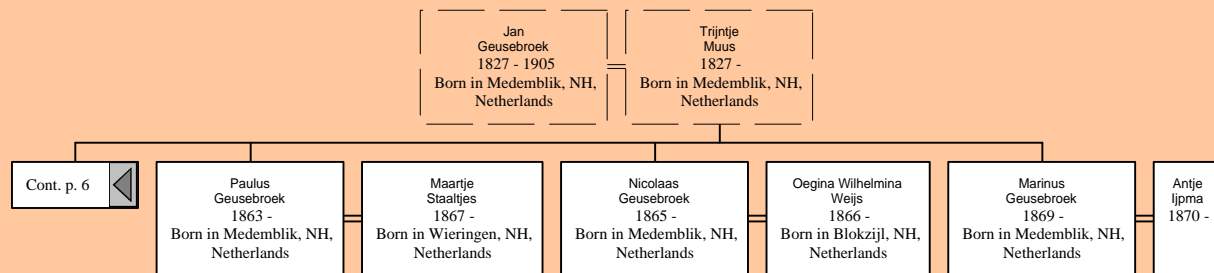 Jan
Geusebroek
1827 - 1905
Born in Medemblik, NH,
Netherlands
Trijntje
Muus
1827 -
Born in Medemblik, NH,
Netherlands
Cont. p. 6
Paulus
Geusebroek
1863 -
Born in Medemblik, NH,
Netherlands
Maartje
Staaltjes
1867 -
Born in Wieringen, NH,
Netherlands
Nicolaas
Geusebroek
1865 -
Born in Medemblik, NH,
Netherlands
Oegina Wilhelmina
Weijs
1866 -
Born in Blokzijl, NH,
Netherlands
Marinus
Geusebroek
1869 -
Born in Medemblik, NH,
Netherlands
Antje
Ijpma
1870 -